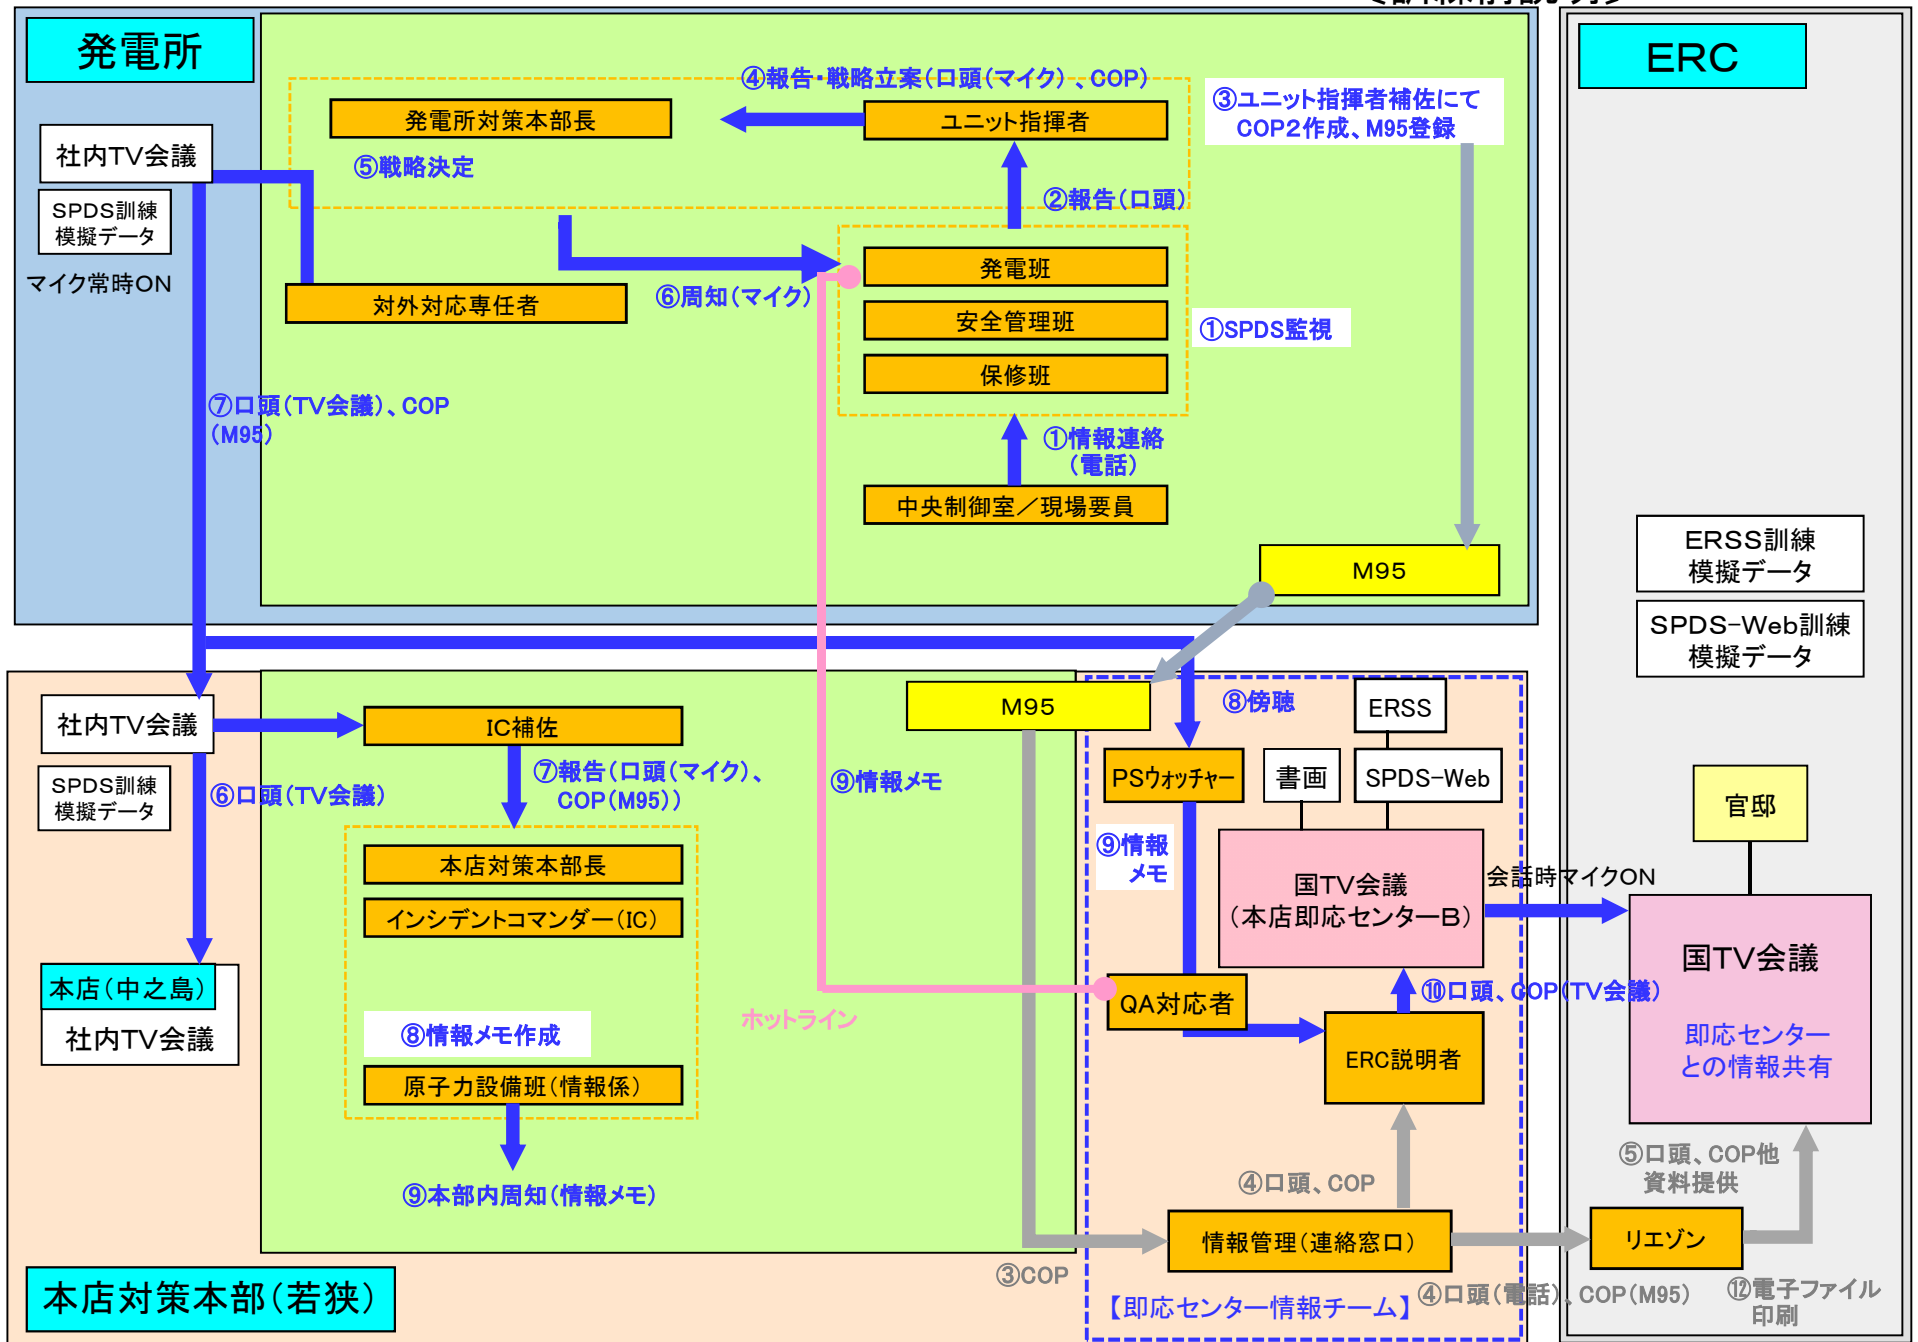 発電所
ERC
④報告・戦略立案(口頭(マイク)、COP)
発電所対策本部長
ユニット指揮者
③ユニット指揮者補佐にて
COP2作成、M95登録
社内TV会議
⑤戦略決定
SPDS訓練
模擬データ
②報告(口頭)
マイク常時ON
発電班
対外対応専任者
⑥周知(マイク)
安全管理班
①SPDS監視
保修班
⑦口頭(TV会議)、COP
(M95)
①情報連絡
(電話)
中央制御室／現場要員
M95
ERSS訓練
模擬データ
SPDS-Web訓練
模擬データ
社内TV会議
IC補佐
M95
⑧傍聴
ERSS
SPDS訓練
模擬データ
⑥口頭(TV会議)
⑦報告(口頭(マイク)、
COP(M95))
⑨情報メモ
PSウォッチャー
書画
SPDS-Web
官邸
本店対策本部長
⑨情報
メモ
国TV会議
(本店即応センターB)
会話時マイクON
インシデントコマンダー(IC)
国TV会議
本店(中之島)
社内TV会議
QA対応者
⑩口頭、COP(TV会議)
⑧情報メモ作成
ホットライン
即応センター
との情報共有
原子力設備班(情報係)
ERC説明者
⑨本部内周知(情報メモ)
④口頭、COP
⑤口頭、COP他
資料提供
情報管理(連絡窓口)
リエゾン
③COP
本店対策本部(若狭)
【即応センター情報チーム】
④口頭(電話)、COP(M95)
⑫電子ファイル
印刷